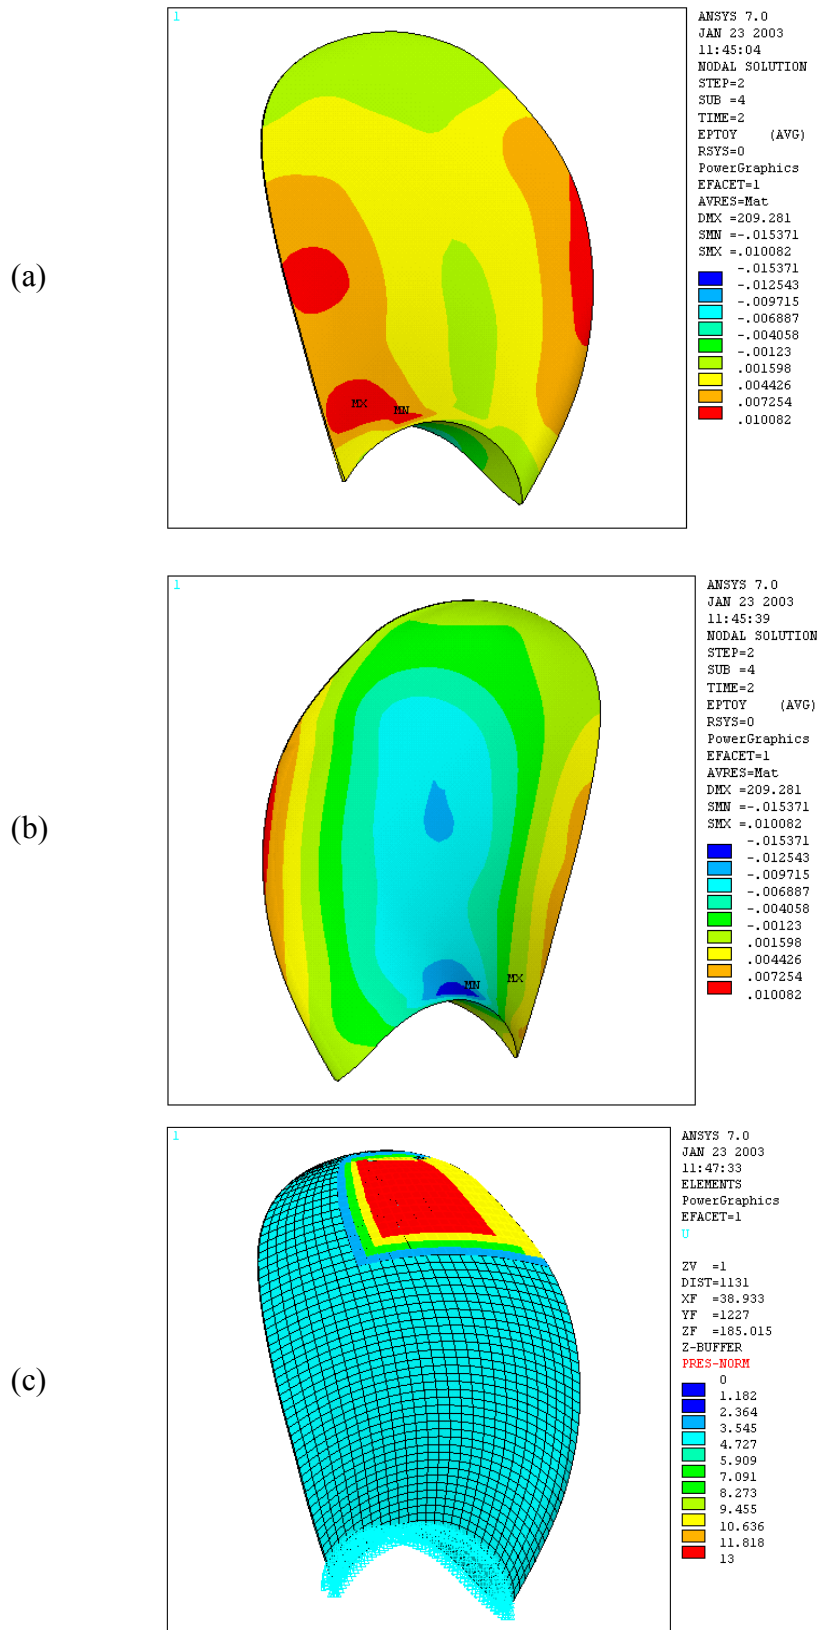 1
ANSYS 7.0
JAN 23 2003
11:45:04
NODAL SOLUTION
STEP=2
SUB =4
TIME=2
EPTOY (AVG)
RSYS=0
PowerGraphics
EFACET=1
AVRES=Mat
DMX =209.281
SMN =-.015371
SMX =.010082
-.015371
-.012543
-.009715
-.006887
-.004058
-.00123
.001598
.004426
.007254
.010082
(a)
MX
MN
1
ANSYS 7.0
JAN 23 2003
11:45:39
NODAL SOLUTION
STEP=2
SUB =4
TIME=2
EPTOY (AVG)
RSYS=0
PowerGraphics
EFACET=1
AVRES=Mat
DMX =209.281
SMN =-.015371
SMX =.010082
-.015371
-.012543
-.009715
-.006887
-.004058
-.00123
.001598
.004426
.007254
.010082
(b)
MX
MN
1
ANSYS 7.0
JAN 23 2003
11:47:33
ELEMENTS
PowerGraphics
EFACET=1
U
ZV =1
DIST=1131
XF =38.933
YF =1227
ZF =185.015
Z-BUFFER
PRES-NORM
0
1.182
2.364
3.545
4.727
5.909
7.091
8.273
9.455
10.636
11.818
13
(c)